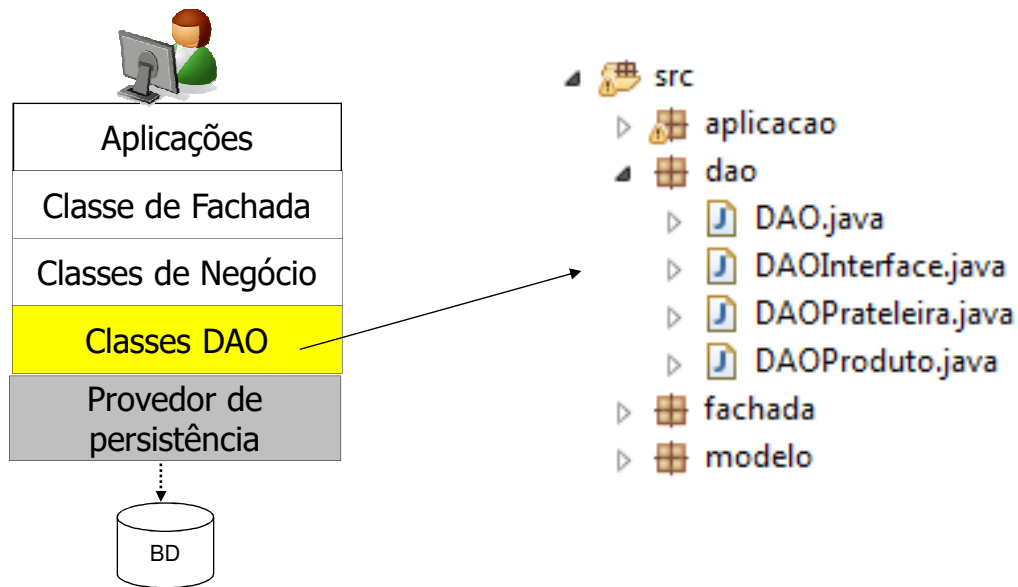 Aplicações
Classe de Fachada
Classes de Negócio
Classes DAO
Provedor de
persistência
BD
src
aplicacao
dao
DAO.java
DAOInterface.java
DAOPrateleira.java
DAOProduto.java
fachada
modelo